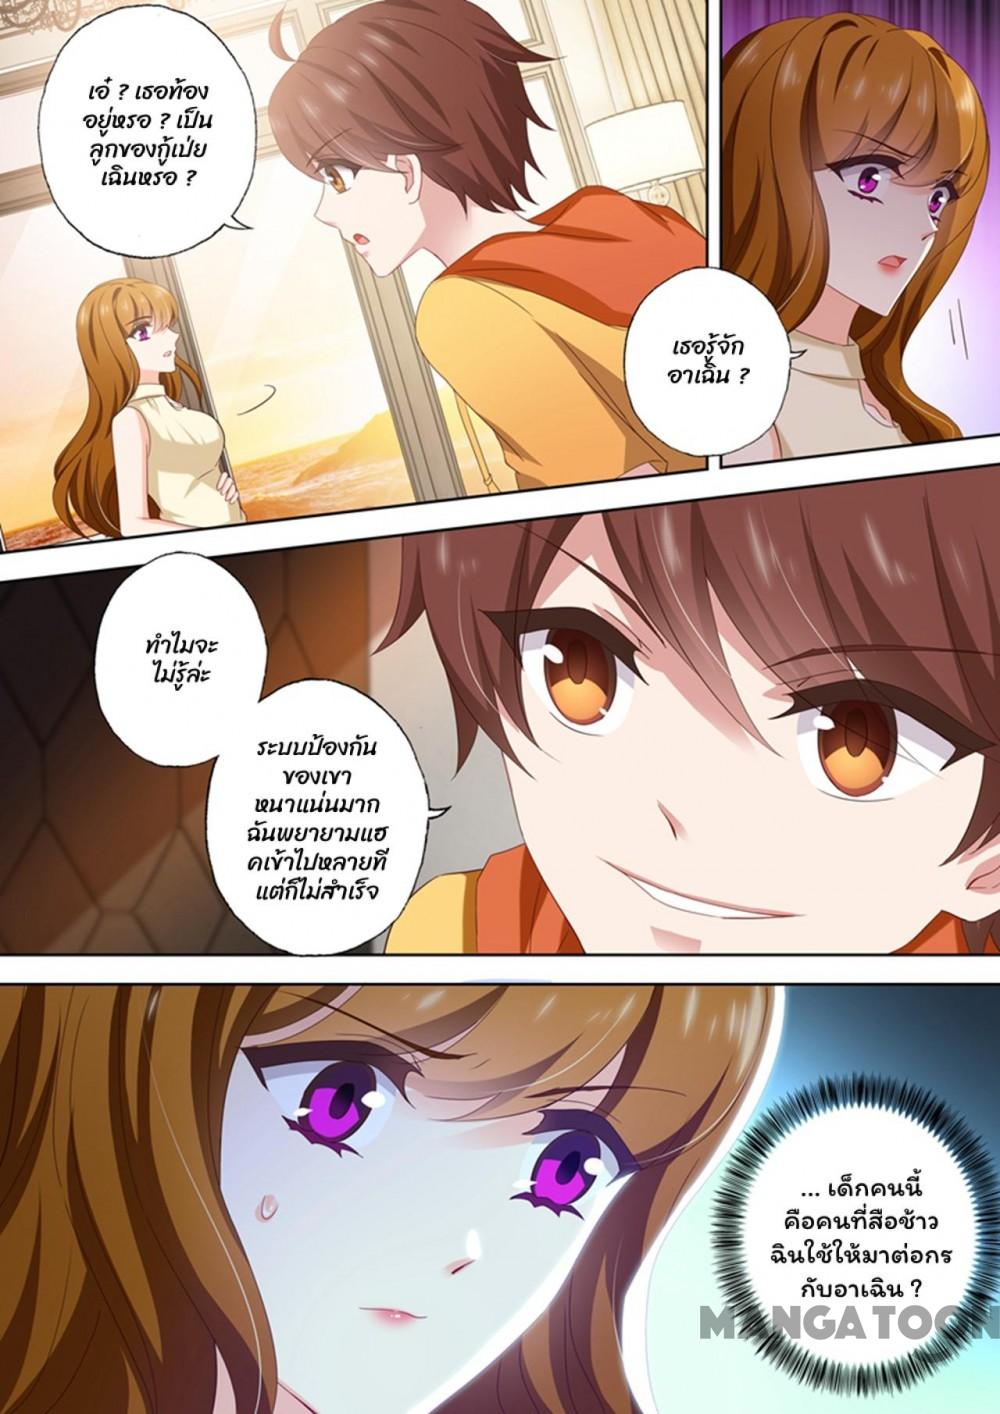 เอ๋ ? เธอท้อง
อยู่หรอ ? เป็น
ลูกของกู้เป่ย
เฉินหรอ ?
เธอรู้จัก
อาเฉิน ?
ทำไมจะ
ไม่รู้ล่ะ
ระบบป้องกัน
ของเขา
หนาแน่นมาก
ฉันพยายามแฮ
คเข้าไปหลายที
แต่ก็ไม่สำเร็จ
... เด็กคนนี้
คือคนที่สือช้าว
ฉินใช้ให้มาต่อกร
กับอาเฉิน ?
MANGATOON